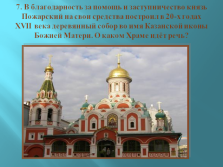 7. В благодарность за помощь и заступничество князь
Пожарский на свои средства построил в 20-х годах
XVII века деревянный собор во имя Казанской иконы
Божией Матери. О каком Храме идёт речь?